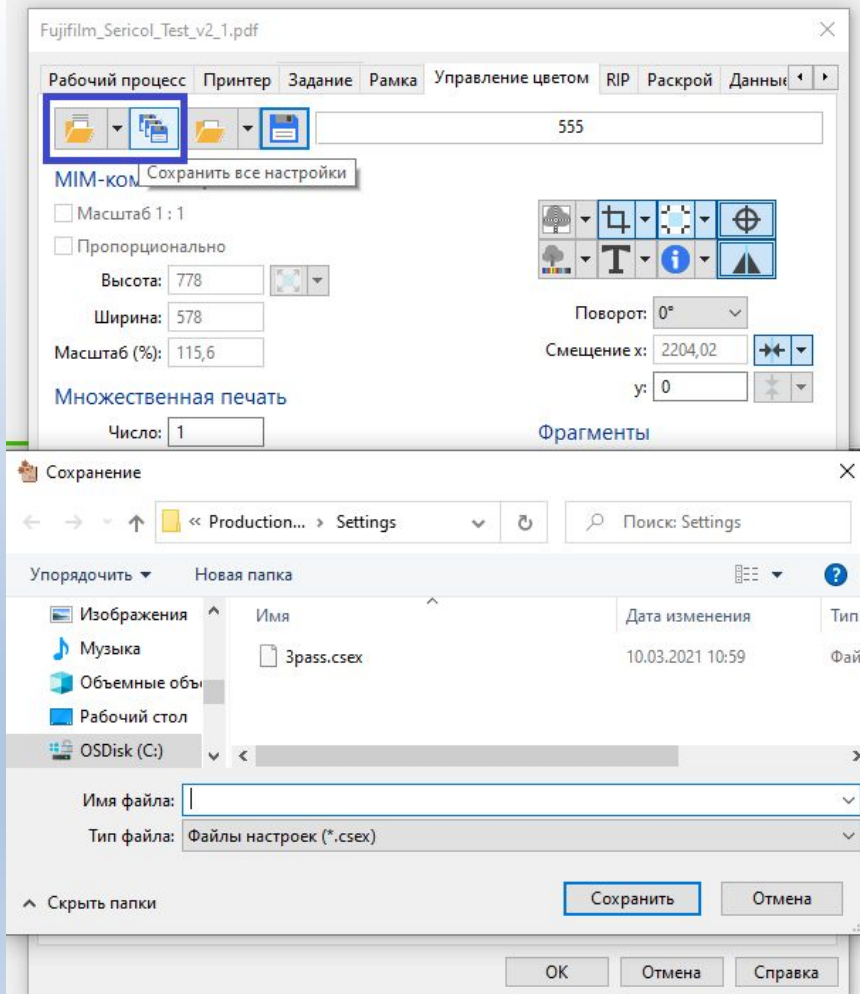 Fujifilm_Sericol_Test_v2_1.pdf
Рабочий процесс Принтер Задание Рамка Управление цветом RIP Раскрой Данные
555
Сохранить все настройки
MIM-ком
Масштаб 1 : 1
Пропорционально
Высота: 778
Ширина: 578
Поворот: 0°
Масштаб (%): 115,6
Смещение x: 2204,02
y: 0
Множественная печать
Число: 1
Фрагменты
Сохранение
« Production... › Settings
Поиск: Settings
Упорядочить
Новая папка
Изображения
Музыка
Объемные объ
Рабочий стол
OSDisk (C:)
Имя
Дата изменения
Тип
3pass.csex
10.03.2021 10:59
Фай
Имя файла:
Тип файла: Файлы настроек (*.csex)
Скрыть папки
Сохранить
Отмена
OK
Отмена
Справка